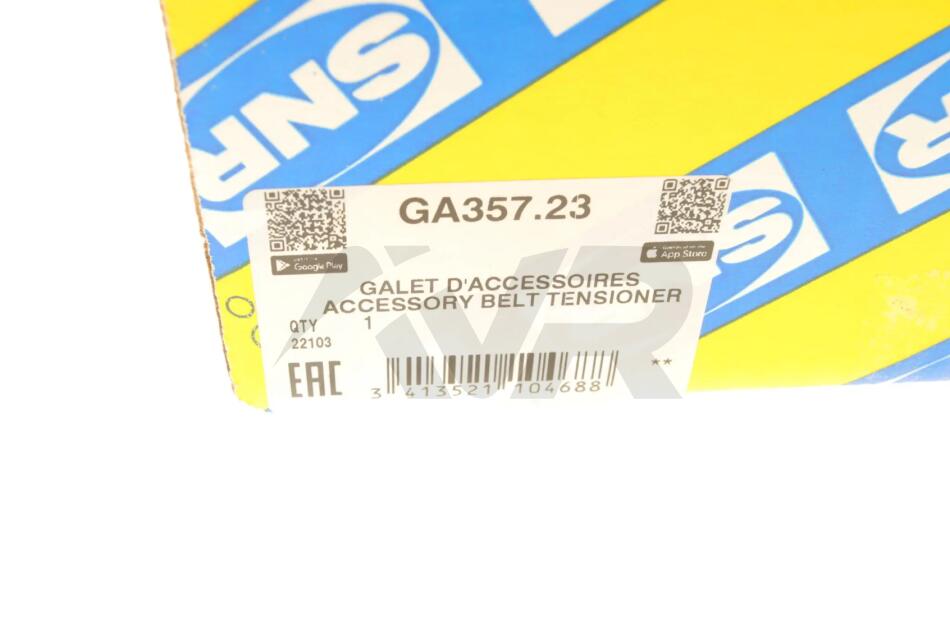 SNR
GA357.23
Google Play
App Store
GALET D'ACCESSOIRES
ACCESSORY BELT TENSIONER
QTY 1
22103
EAC
**
3 413521 104688
AVR